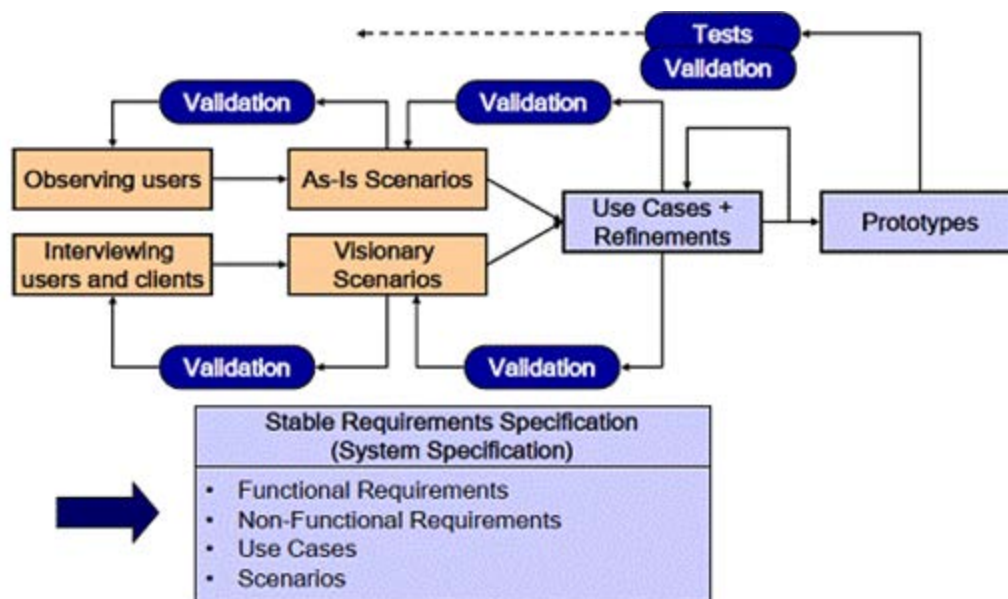 Tests
Validation
Validation
Validation
Observing users
As-Is Scenarios
Use Cases +
Refinements
Prototypes
Interviewing
users and clients
Visionary
Scenarios
Validation
Validation
Stable Requirements Specification
(System Specification)
• Functional Requirements
• Non-Functional Requirements
• Use Cases
• Scenarios